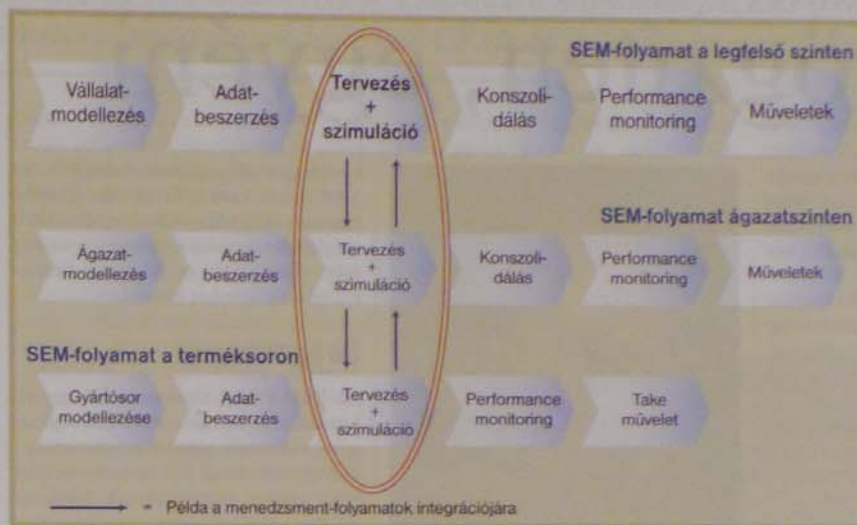 SEM-folyamat a legfelső szinten
Vállalat-
modellezés
Adat-
beszerzés
Tervezés
+
szimuláció
Konszoli-
dálás
Performance
monitoring
Műveletek
SEM-folyamat ágazatszinten
Ágazat-
modellezés
Adat-
beszerzés
Tervezés
+
szimuláció
Konszoli-
dálás
Performance
monitoring
Műveletek
SEM-folyamat a terméksoron
Gyártósor
modellezése
Adat-
beszerzés
Tervezés
+
szimuláció
Performance
monitoring
Take
művelet
= Példa a menedzsment-folyamatok integrációjára